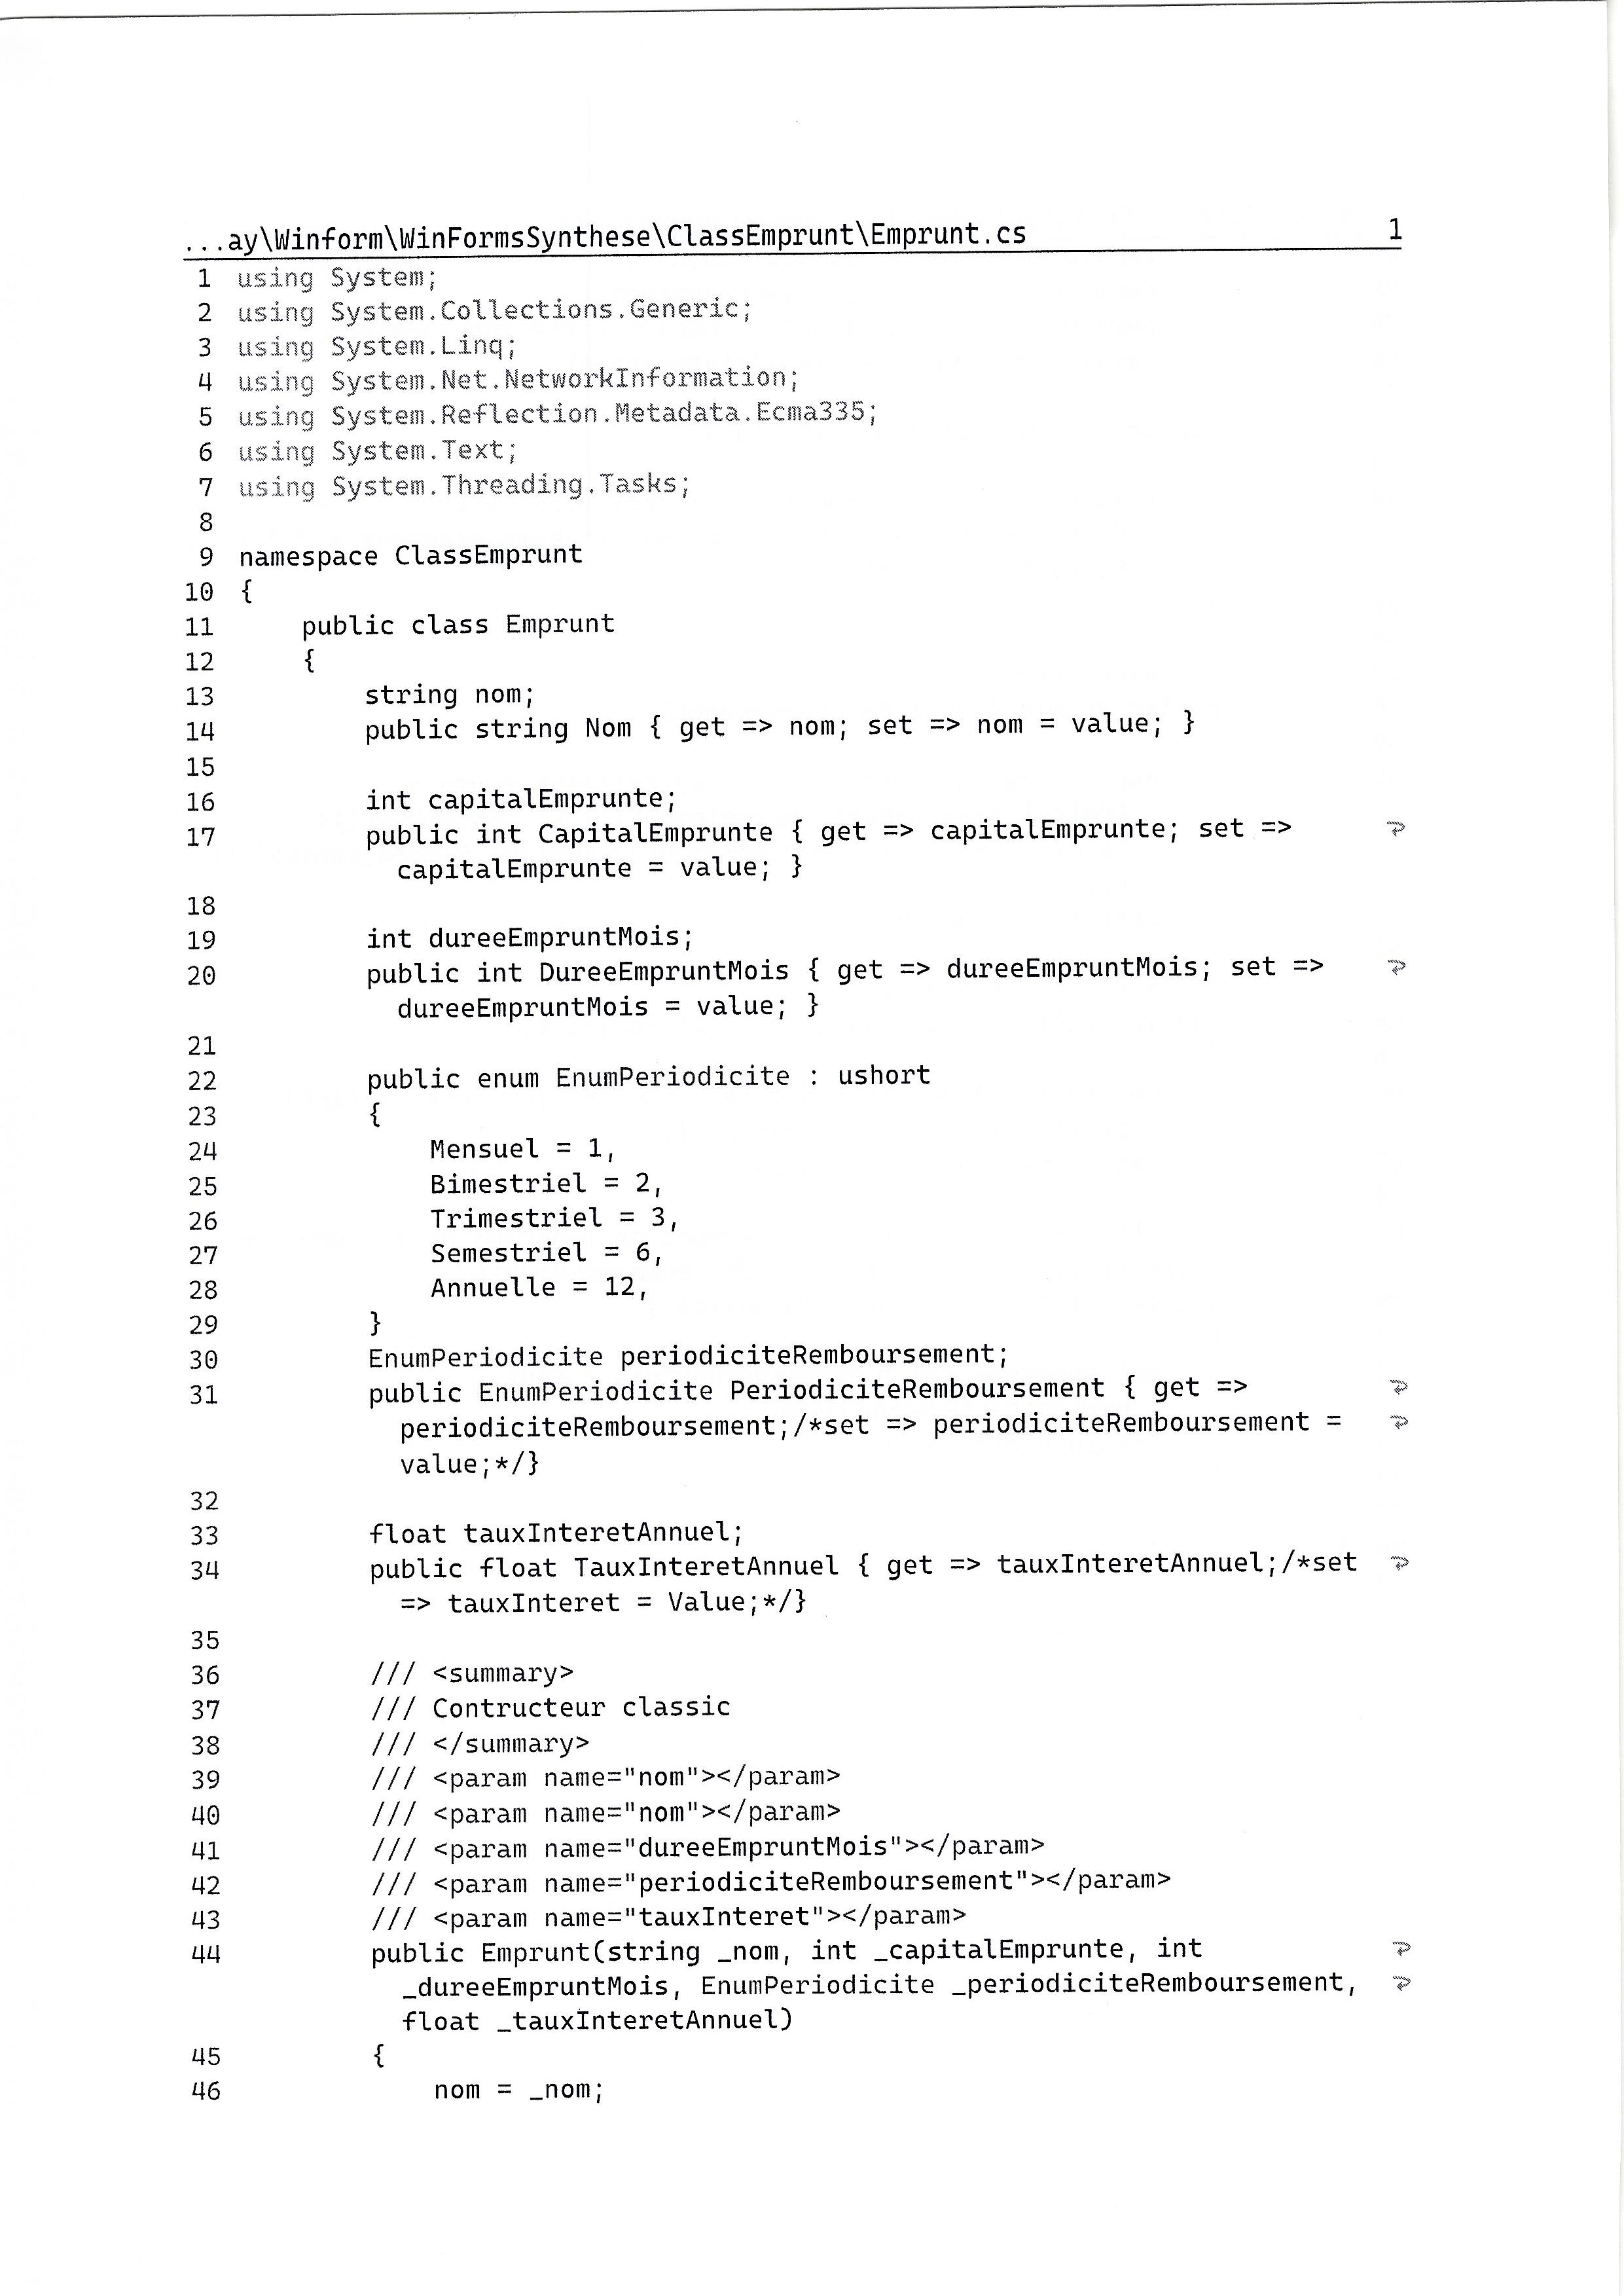 ...ay\Winform\WinFormsSynthese\ClassEmprunt\Emprunt.cs 1
1 using System;
2 using System.Collections.Generic;
3 using System.Linq;
4 using System.Net.NetworkInformation;
5 using System.Reflection.Metadata.Ecma335;
6 using System.Text;
7 using System.Threading.Tasks;
8
9 namespace ClassEmprunt
10 {
11     public class Emprunt
12     {
13         string nom;
14         public string Nom { get => nom; set => nom = value; }
15
16         int capitalEmprunte;
17         public int CapitalEmprunte { get => capitalEmprunte; set =>
             capitalEmprunte = value; }
18
19         int dureeEmpruntMois;
20         public int DureeEmpruntMois { get => dureeEmpruntMois; set =>
             dureeEmpruntMois = value; }
21
22         public enum EnumPeriodicite : ushort
23         {
24             Mensuel = 1,
25             Bimestriel = 2,
26             Trimestriel = 3,
27             Semestriel = 6,
28             Annuelle = 12,
29         }
30         EnumPeriodicite periodiciteRemboursement;
31         public EnumPeriodicite PeriodiciteRemboursement { get =>
             periodiciteRemboursement;/*set => periodiciteRemboursement =
             value;*/}
32
33         float tauxInteretAnnuel;
34         public float TauxInteretAnnuel { get => tauxInteretAnnuel;/*set
             => tauxInteret = Value;*/}
35
36         /// <summary>
37         /// Contructeur classic
38         /// </summary>
39         /// <param name="nom"></param>
40         /// <param name="nom"></param>
41         /// <param name="dureeEmpruntMois"></param>
42         /// <param name="periodiciteRemboursement"></param>
43         /// <param name="tauxInteret"></param>
44         public Emprunt(string _nom, int _capitalEmprunte, int
             _dureeEmpruntMois, EnumPeriodicite _periodiciteRemboursement,
             float _tauxInteretAnnuel)
45         {
46             nom = _nom;